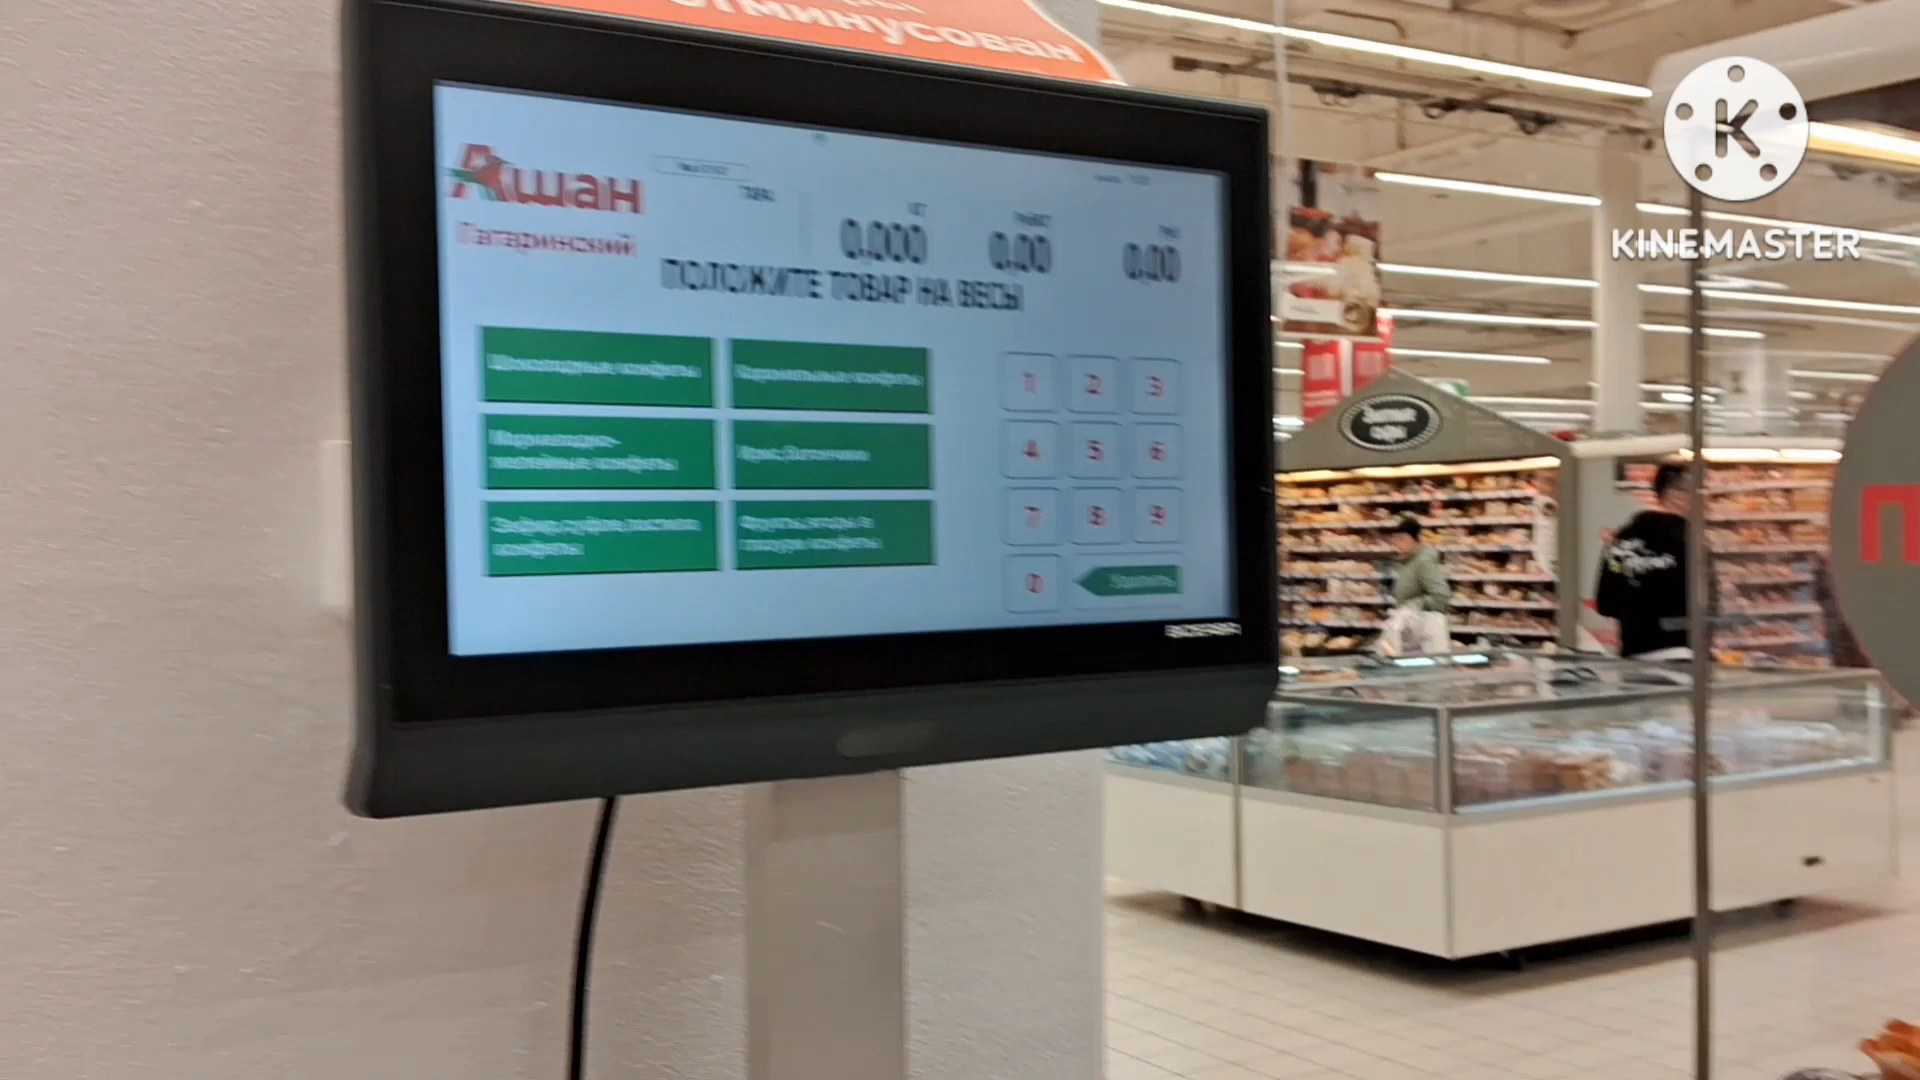 отминусован
Ашан
Гагаринский
0.000
0.00
0.00
ПОЛОЖИТЕ ТОВАР НА ВЕСЫ
Шоколадные конфеты
Карамельные конфеты
Мармеладно-
желейные конфеты
Ирис, батончики
Зефир, суфле, пастила
конфеты
Фрукты, ягоды в
глазури конфеты
1
2
3
4
5
6
7
8
9
0
Удалить
K
KINEMASTER